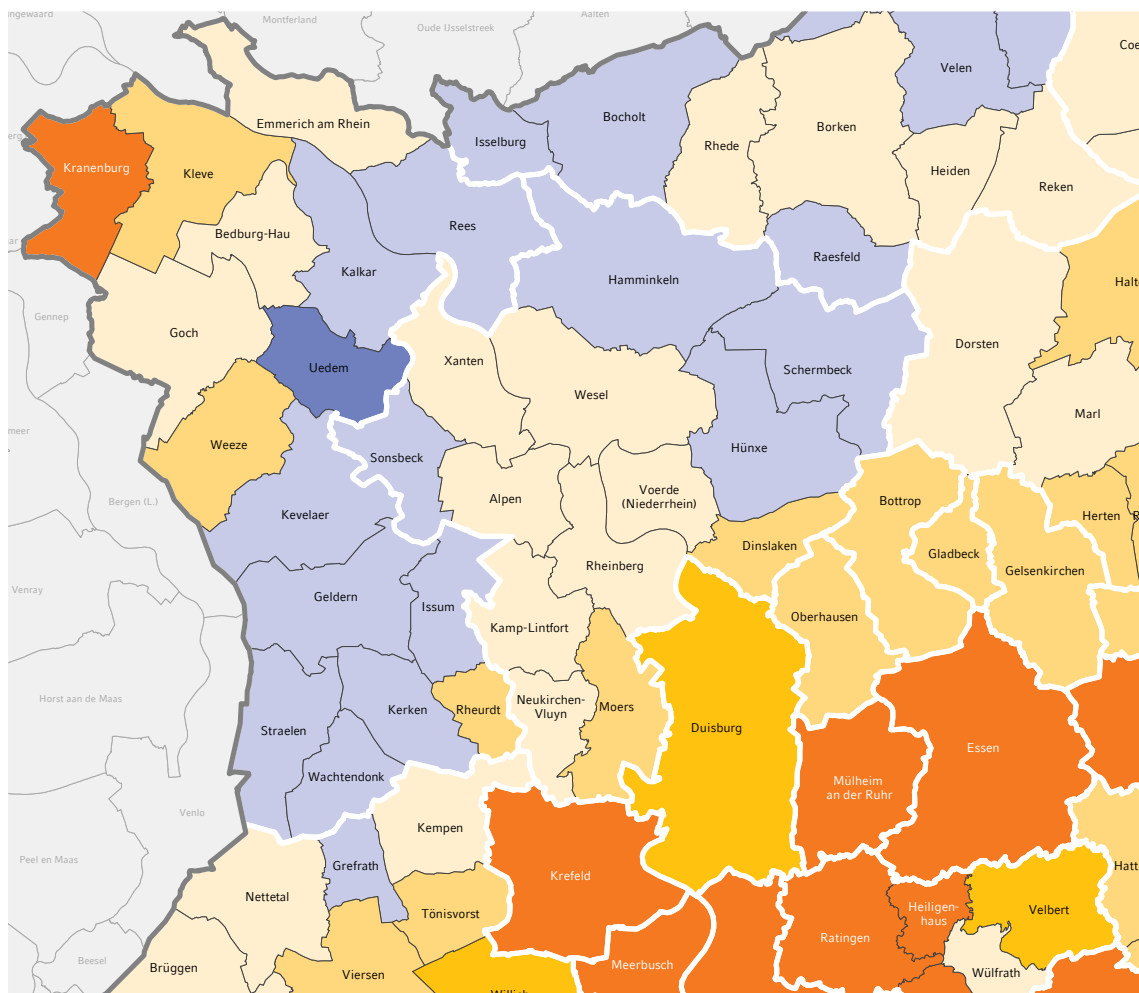 Montferland
Oude IJsselstreek
Aalten
Coe
Velen
Bocholt
Emmerich am Rhein
Borken
Isselburg
Rhede
Kranenburg
Kleve
Heiden
Reken
Rees
Bedburg-Hau
Raesfeld
Kalkar
Hamminkeln
Halte
Gennep
Goch
Dorsten
Xanten
Uedem
Schermbeck
Wesel
Marl
meer
Weeze
Hünxe
Sonsbeck
Voerde
(Niederrhein)
Alpen
Bergen (L.)
Bottrop
Kevelaer
Herten
R
Dinslaken
Gladbeck
Rheinberg
Gelsenkirchen
Venray
Geldern
Issum
Oberhausen
Kamp-Lintfort
Horst aan de Maas
Neukirchen-
Vluyn
Moers
Kerken
Rheurdt
Straelen
Duisburg
Essen
Wachtendonk
Mülheim
an der Ruhr
Venlo
Kempen
Peel en Maas
Grefrath
Hatt
Krefeld
Nettetal
Heiligen-
haus
Velbert
Tönisvorst
Ratingen
Beesel
Brüggen
Viersen
Meerbusch
Wülfrath
Willich